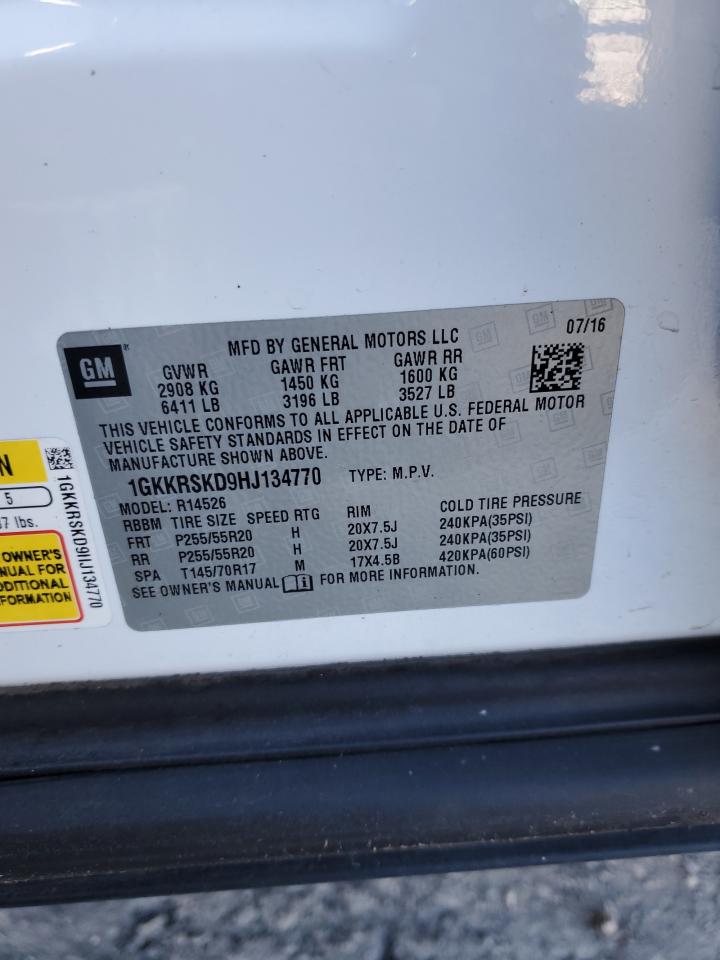 GM
MFD BY GENERAL MOTORS LLC
07/16
GVWR GAWR FRT GAWR RR
2908 KG 1450 KG 1600 KG
6411 LB 3196 LB 3527 LB
THIS VEHICLE CONFORMS TO ALL APPLICABLE U.S. FEDERAL MOTOR
VEHICLE SAFETY STANDARDS IN EFFECT ON THE DATE OF
MANUFACTURE SHOWN ABOVE.
1GKKRSKD9HJ134770 TYPE: M.P.V.
MODEL: R14526
RBBM TIRE SIZE SPEED RTG RIM COLD TIRE PRESSURE
FRT P255/55R20 H 20X7.5J 240KPA(35PSI)
RR P255/55R20 H 20X7.5J 240KPA(35PSI)
SPA T145/70R17 M 17X4.5B 420KPA(60PSI)
SEE OWNER'S MANUAL FOR MORE INFORMATION.
N
5
7 lbs.
OWNER'S
NUAL FOR
DDITIONAL
FORMATION
1GKKRSKD9HJ134770